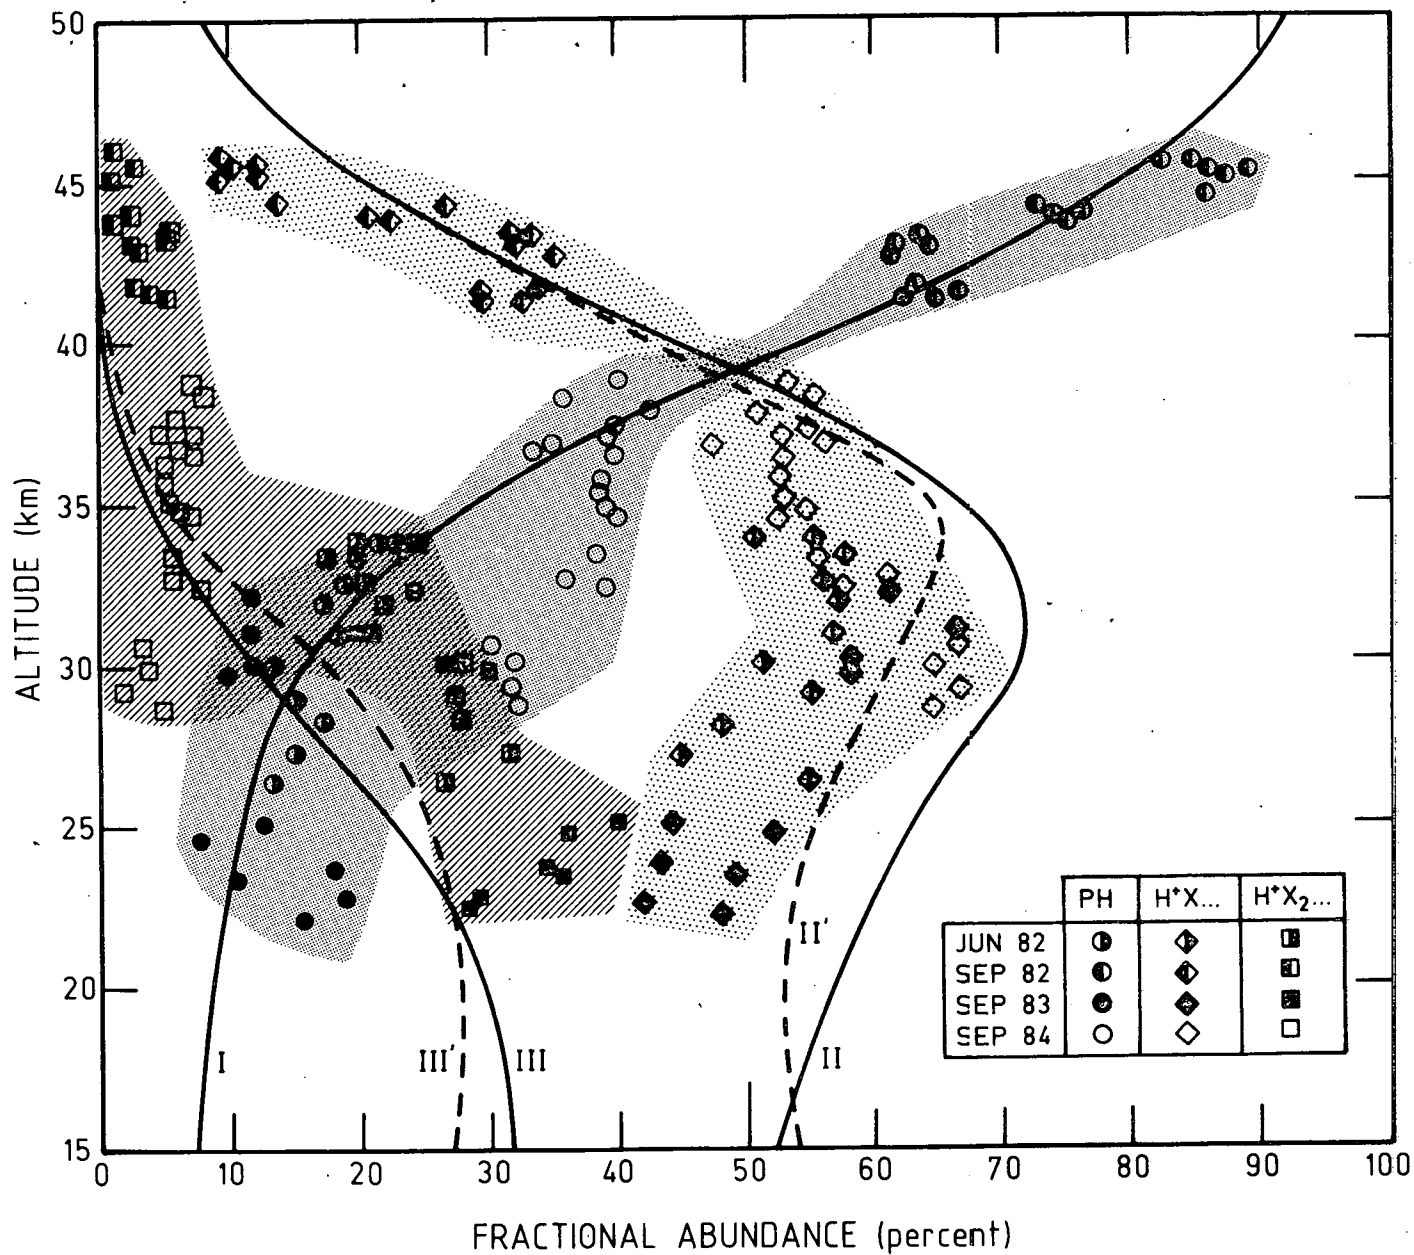 50
45
40
35
30
25
20
15
ALTITUDE (km)
I
III'
III
II'
II
PH H⁺X... H⁺X₂...
JUN 82
SEP 82
SEP 83
SEP 84
0 10 20 30 40 50 60 70 80 90 100
FRACTIONAL ABUNDANCE (percent)